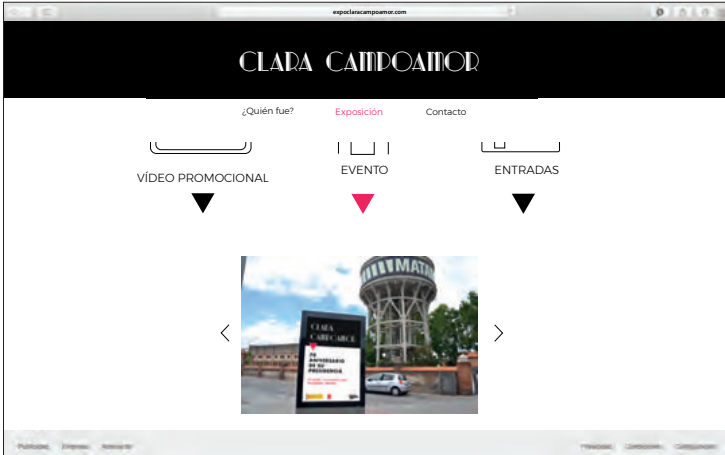 expoclaracampoamor.com
CLARA CAMPOAMOR
¿Quién fue? Exposición Contacto
VÍDEO PROMOCIONAL EVENTO ENTRADAS
MATA
CLARA
CAMPOAMOR
75
ANIVERSARIO
DE SU
PRESIDENCIA